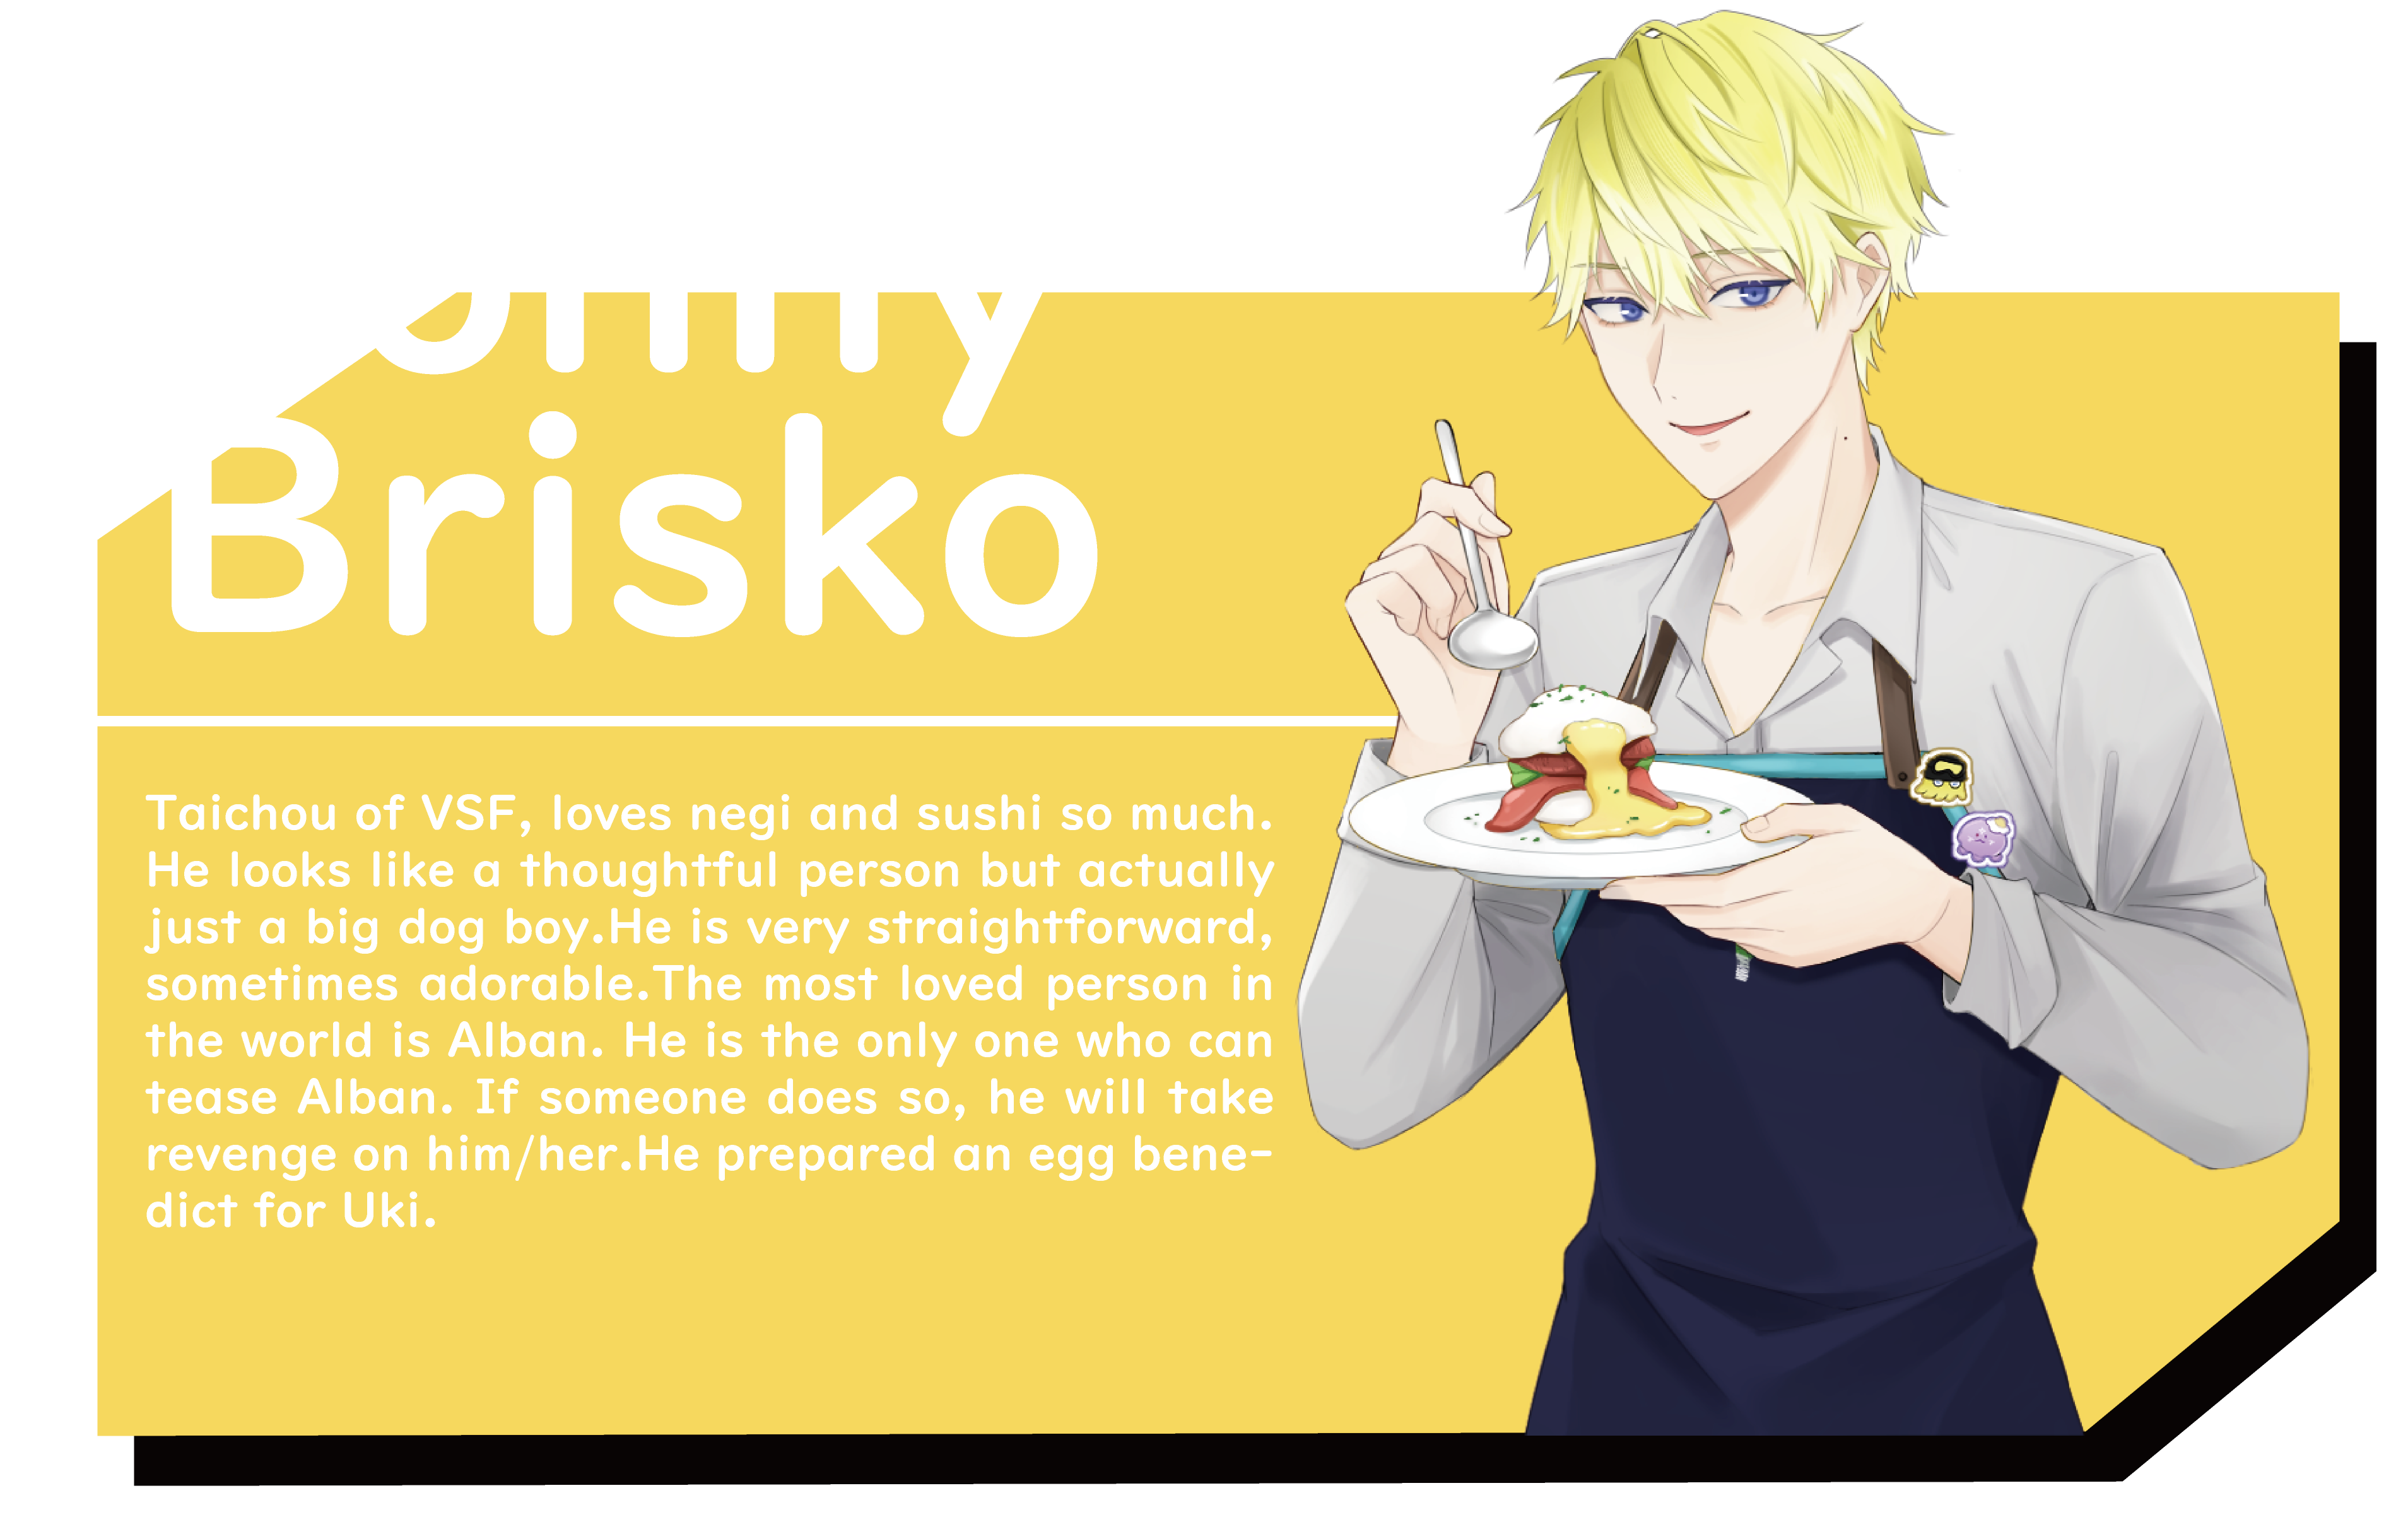 Brisko
Taichou of VSF, loves negi and sushi so much.
He looks like a thoughtful person but actually
just a big dog boy.He is very straightforward,
sometimes adorable.The most loved person in
the world is Alban. He is the only one who can
tease Alban. If someone does so, he will take
revenge on him/her.He prepared an egg bene-
dict for Uki.